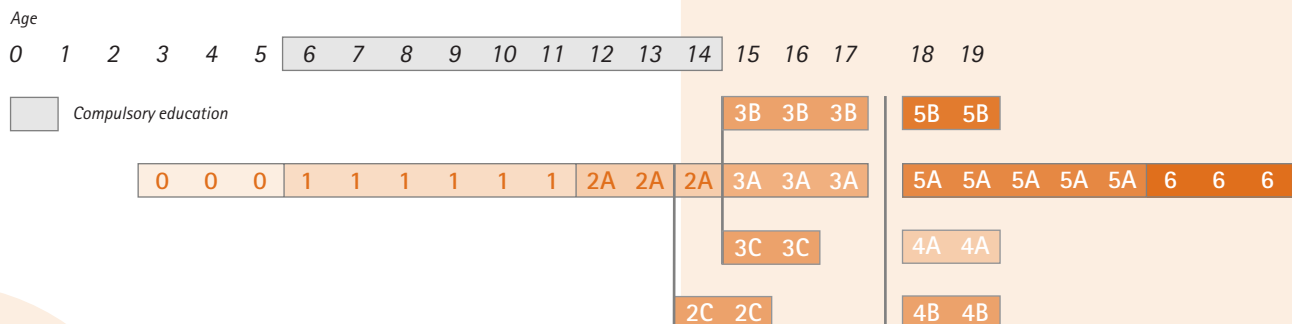 Age
0 1 2 3 4 5 6 7 8 9 10 11 12 13 14 15 16 17 18 19
Compulsory education
3B 3B 3B 5B 5B
0 0 0 1 1 1 1 1 1 2A 2A 2A 3A 3A 3A 5A 5A 5A 5A 5A 6 6 6
3C 3C 4A 4A
2C 2C 4B 4B